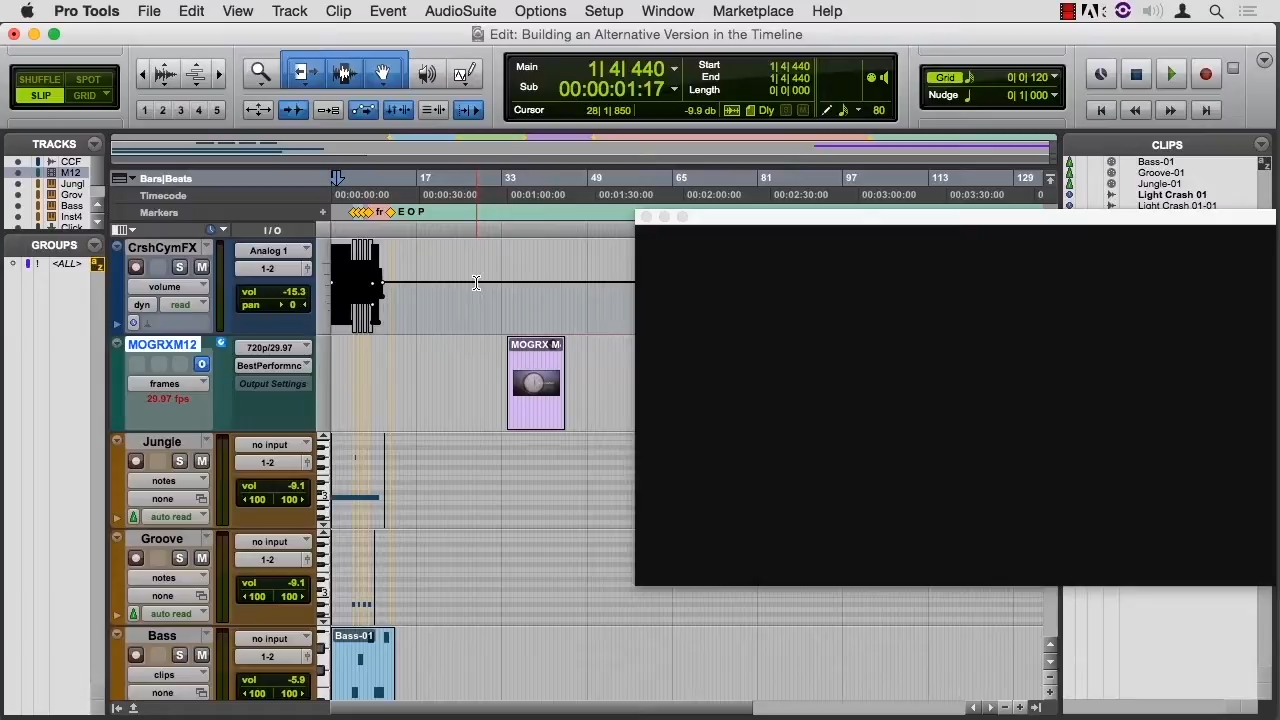 Pro Tools File Edit View Track Clip Event AudioSuite Options Setup Window Marketplace Help
Edit: Building an Alternative Version in the Timeline
SHUFFLE SPOT
SLIP GRID
1 2 3 4 5
Main 1| 4| 440
Sub 00:00:01:17
Cursor 28| 1| 850 -9.9 db Dly S M 80
Start 1| 4| 440
End 1| 4| 440
Length 0| 0| 000
Grid 0| 0| 120
Nudge 0| 1| 000
TRACKS
CCF
M12
Jungl
Grov
Bass
Inst4
Click
GROUPS
! <ALL>
Bars|Beats 17 33 49 65 81 97 113 129
Timecode 00:00:00:00 00:00:30:00 00:01:00:00 00:01:30:00 00:02:00:00 00:02:30:00 00:03:00:00 00:03:30:00
Markers fr E O P
I / O
CrshCymFX
S M
volume
dyn read
Analog 1
1-2
vol -15.3
pan 0
MOGRXM12
O
frames
29.97 fps
720p/29.97
BestPerformnc
Output Settings
MOGRX M
Jungle
S M
notes
none
auto read
no input
1-2
vol -9.1
100 100
3
Groove
S M
notes
none
auto read
no input
1-2
vol -9.1
100 100
3
Bass
S M
clips
none
no input
1-2
vol -5.9
100 100
Bass-01
CLIPS
Bass-01
Groove-01
Jungle-01
Light Crash 01
Light Crash 01-01